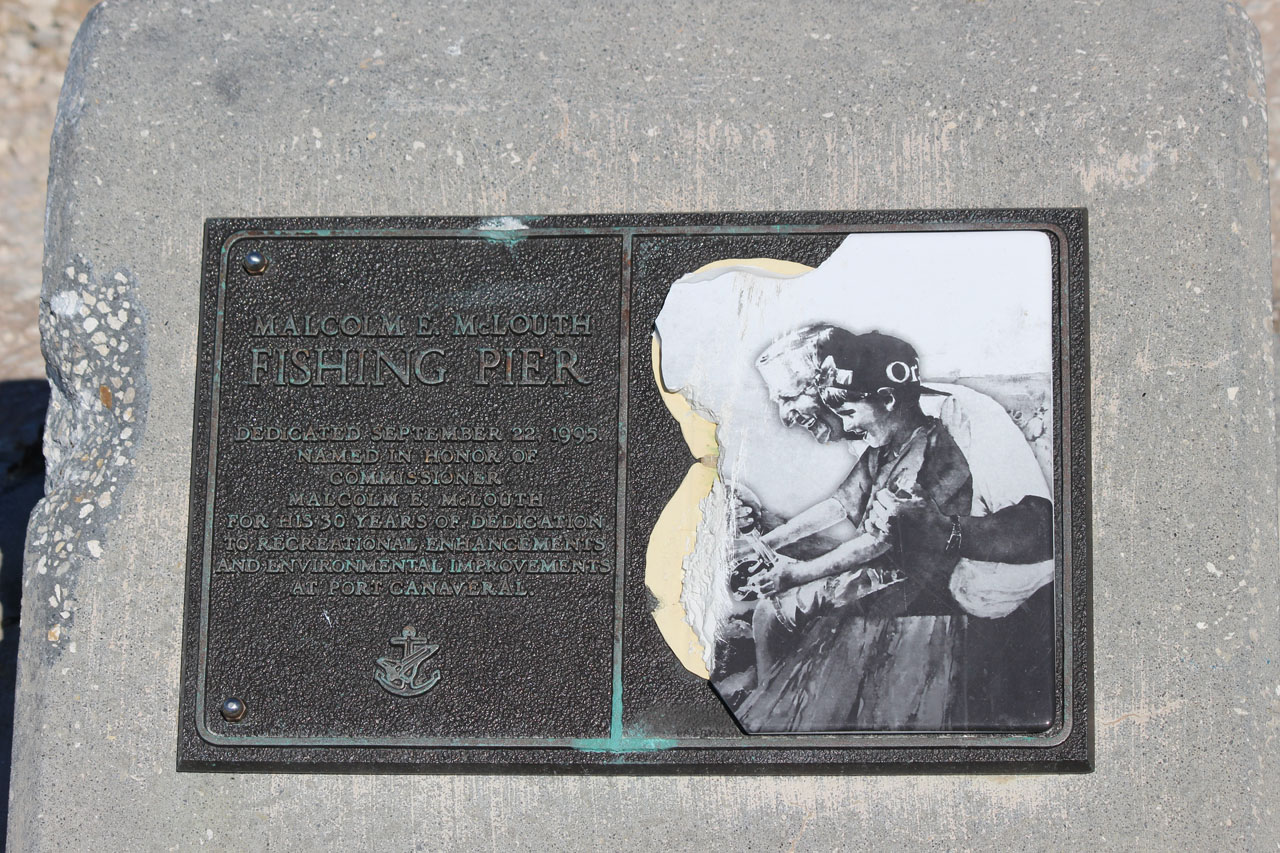 MALCOLM E. McLOUTH
FISHING PIER
DEDICATED SEPTEMBER 22, 1995.
NAMED IN HONOR OF
COMMISSIONER
MALCOLM E. McLOUTH
FOR HIS 30 YEARS OF DEDICATION
TO RECREATIONAL ENHANCEMENTS
AND ENVIRONMENTAL IMPROVEMENTS
AT PORT CANAVERAL.